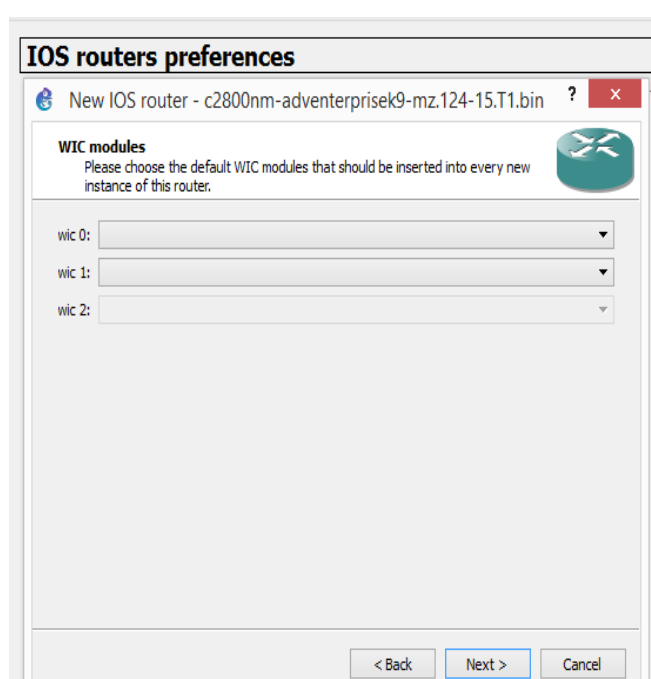 IOS routers preferences
New IOS router - c2800nm-adventerprisek9-mz.124-15.T1.bin ? x
WIC modules
Please choose the default WIC modules that should be inserted into every new
instance of this router.
wic 0:
wic 1:
wic 2:
< Back Next > Cancel